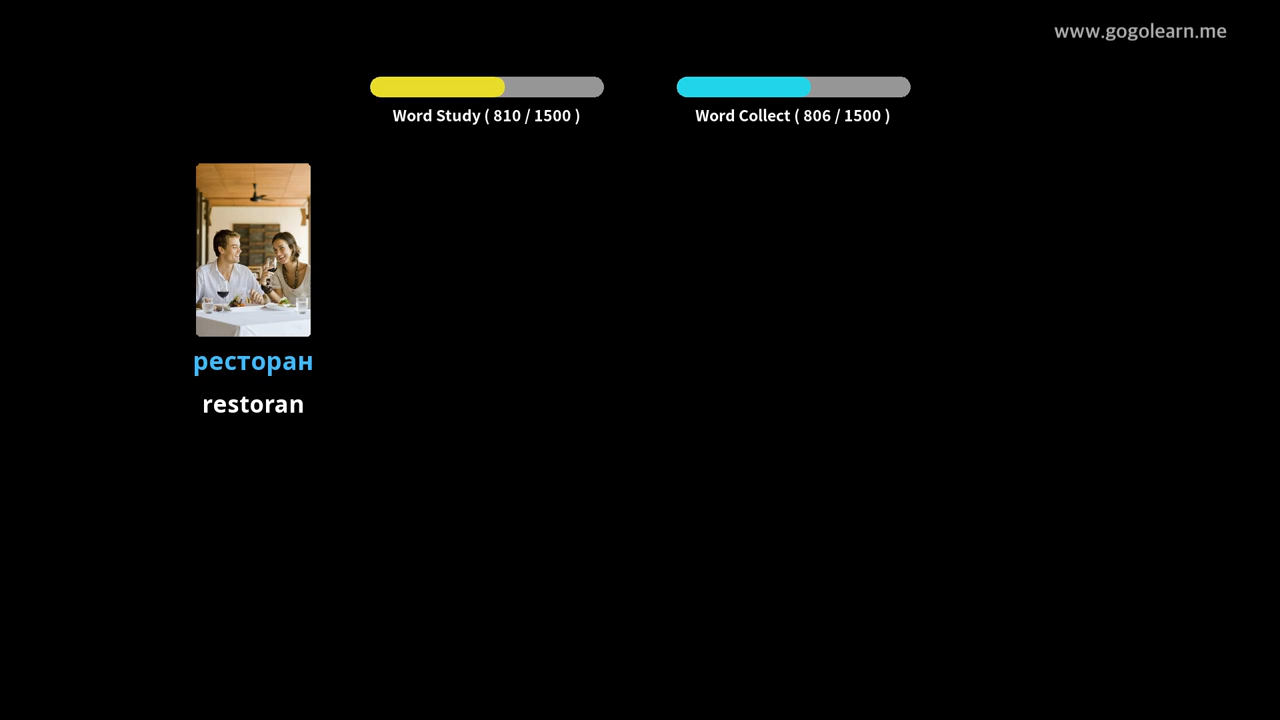 www.gogolearn.me
Word Study ( 810 / 1500 )
Word Collect ( 806 / 1500 )
ресторан
restoran